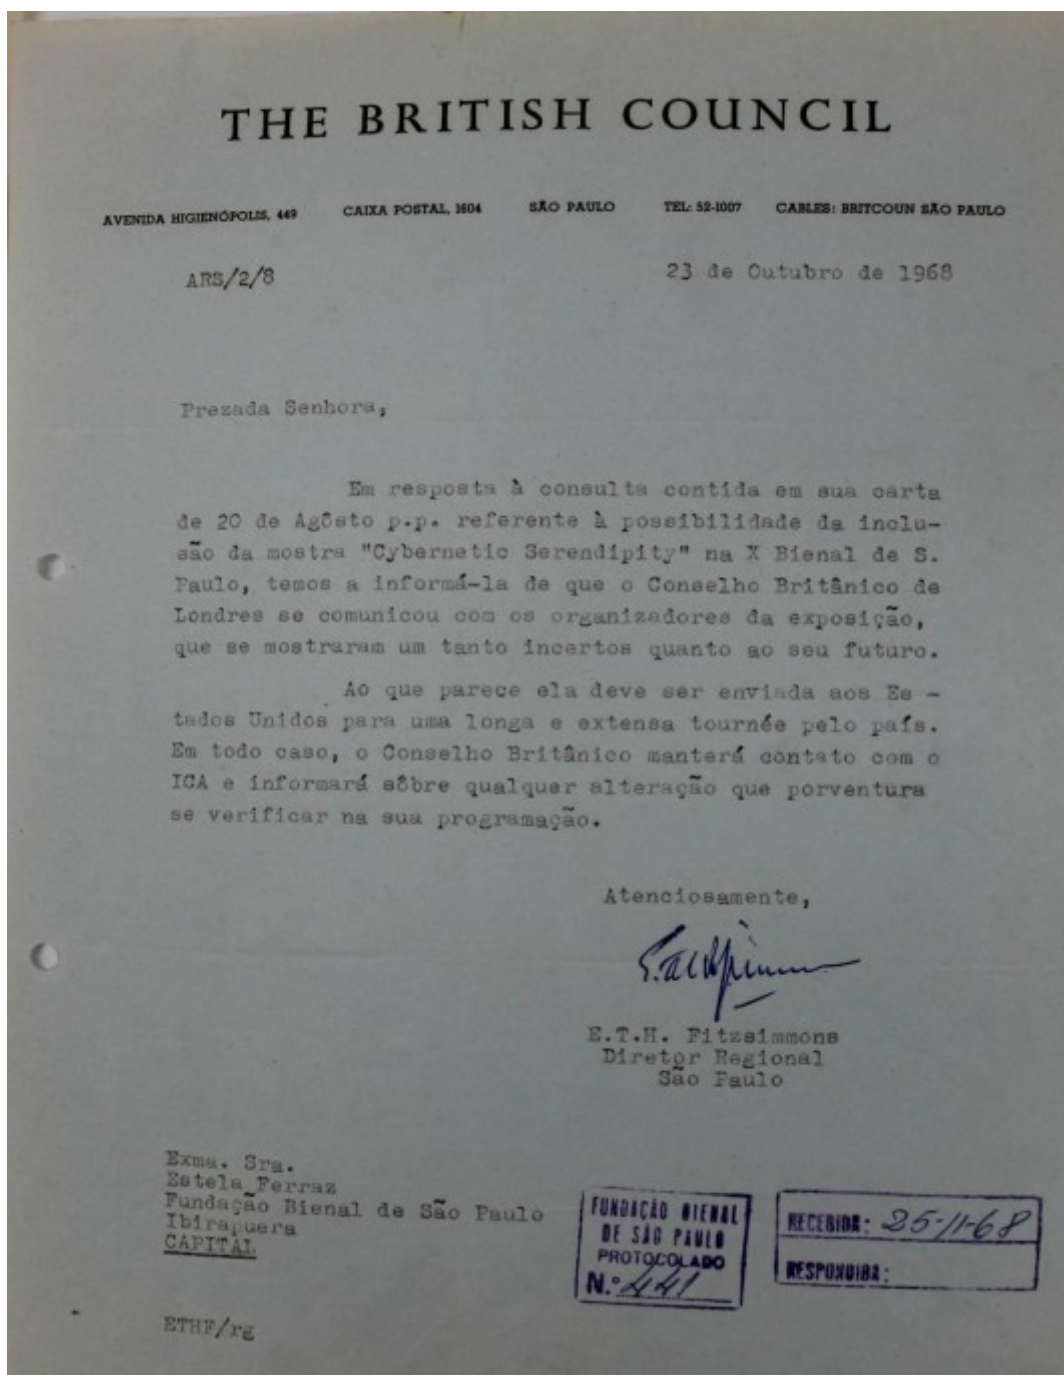 THE BRITISH COUNCIL
AVENIDA HIGIENÓPOLIS, 449 CAIXA POSTAL, 1604 SÃO PAULO TEL: 52-1007 CABLES: BRITCOUN SÃO PAULO
ARS/2/8 23 de Outubro de 1968
Prezada Senhora,
Em resposta à consulta contida em sua carta
de 20 de Agôsto p.p. referente à possibilidade da inclu-
são da mostra "Cybernetic Serendipity" na X Bienal de S.
Paulo, temos a informá-la de que o Conselho Britânico de
Londres se comunicou com os organizadores da exposição,
que se mostraram um tanto incertos quanto ao seu futuro.
Ao que parece ela deve ser enviada aos Es -
tados Unidos para uma longa e extensa tournée pelo país.
Em todo caso, o Conselho Britânico manterá contato com o
ICA e informará sôbre qualquer alteração que porventura
se verificar na sua programação.
Atenciosamente,
E.T.H. Fitzsimmons
Diretor Regional
São Paulo
Exma. Sra.
Estela Ferraz
Fundação Bienal de São Paulo
Ibirapuera
CAPITAL
FUNDAÇÃO BIENAL
DE SÃO PAULO
PROTOCOLADO
N.º 441
RECEBIDA: 25-11-68
RESPONDIDA:
ETHF/rg